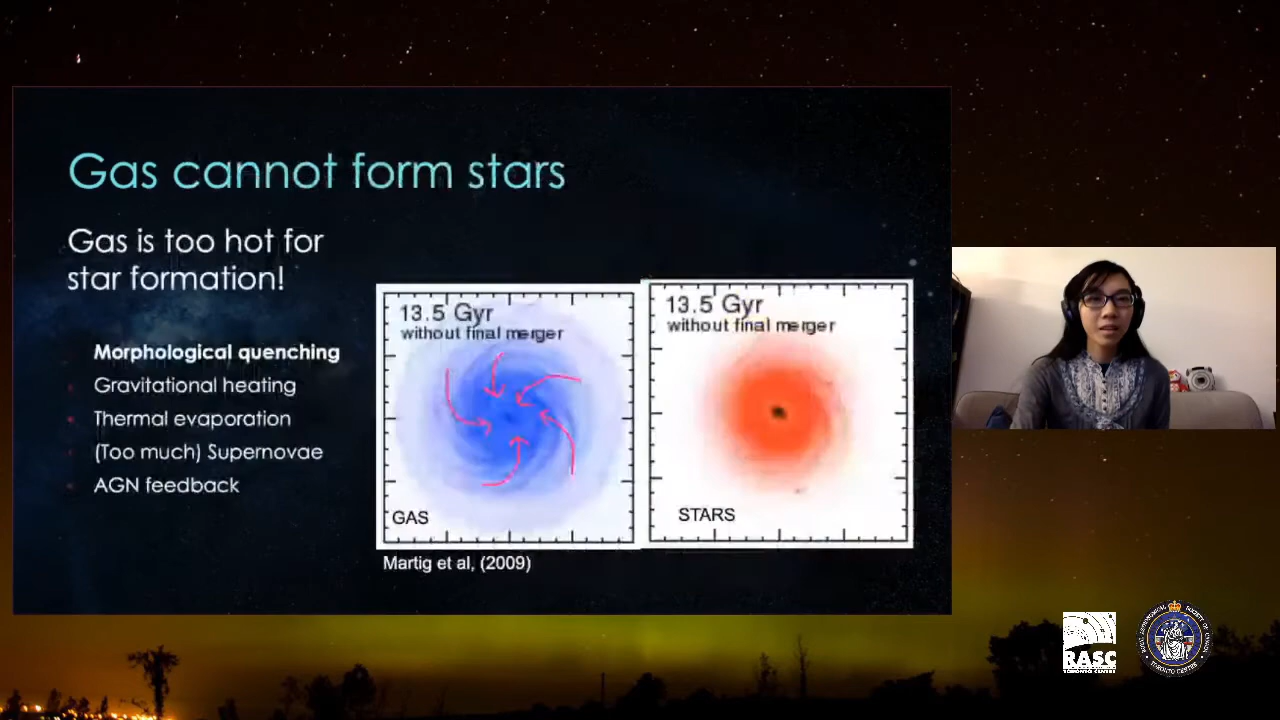 Gas cannot form stars
Gas is too hot for
star formation!
Morphological quenching
Gravitational heating
Thermal evaporation
(Too much) Supernovae
AGN feedback
13.5 Gyr
without final merger
GAS
13.5 Gyr
without final merger
STARS
Martig et al, (2009)
RASC
TORONTO CENTRE